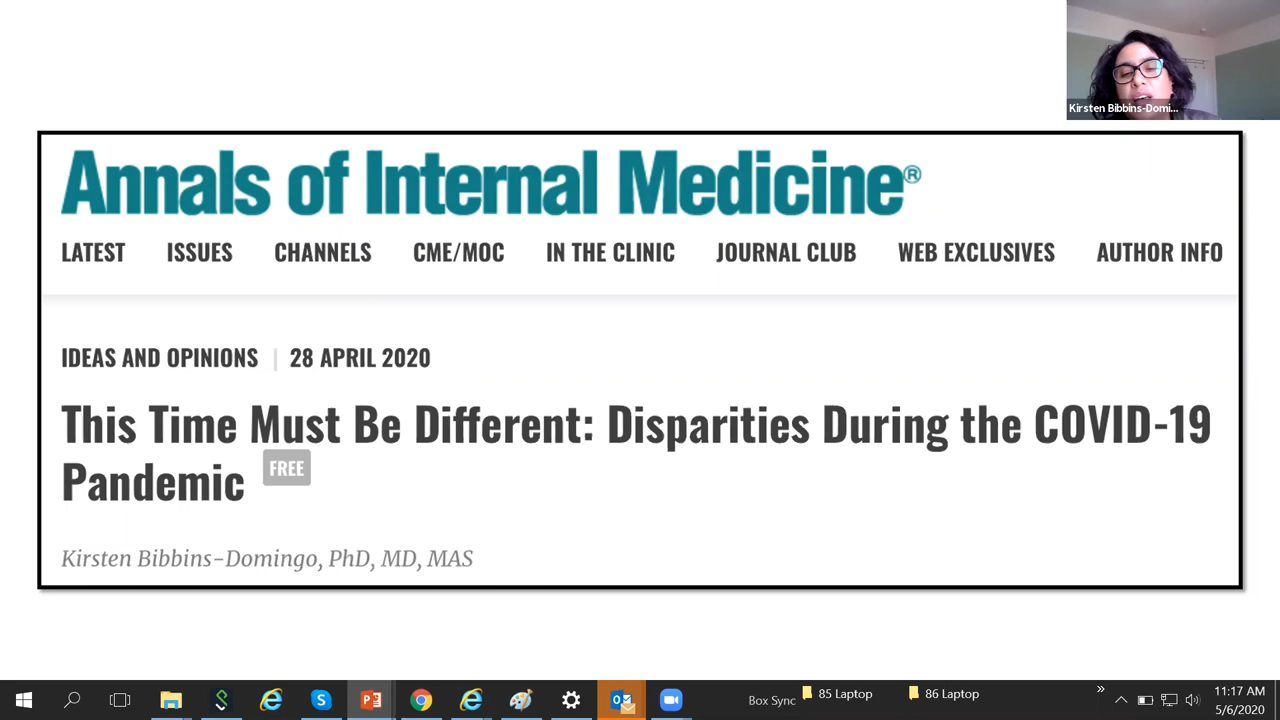 Kirsten Bibbins-Domi...
Annals of Internal Medicine®
LATEST ISSUES CHANNELS CME/MOC IN THE CLINIC JOURNAL CLUB WEB EXCLUSIVES AUTHOR INFO
IDEAS AND OPINIONS | 28 APRIL 2020
This Time Must Be Different: Disparities During the COVID-19
Pandemic FREE
Kirsten Bibbins-Domingo, PhD, MD, MAS
Box Sync 85 Laptop 86 Laptop » 11:17 AM
5/6/2020